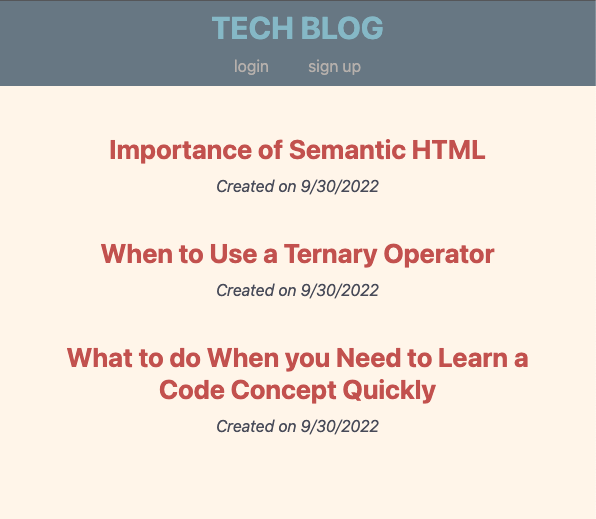 TECH BLOG
login sign up
Importance of Semantic HTML
Created on 9/30/2022
When to Use a Ternary Operator
Created on 9/30/2022
What to do When you Need to Learn a
Code Concept Quickly
Created on 9/30/2022